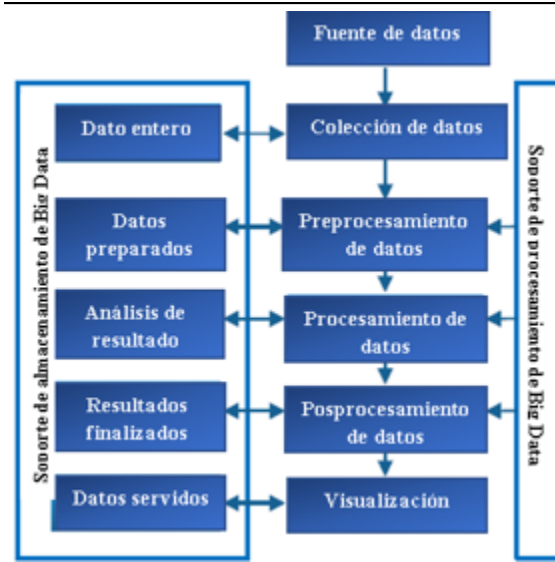 Fuente de datos
Soporte de almacenamiento de Big Data
Dato entero
Colección de datos
Soporte de procesamiento de Big Data
Datos
preparados
Preprocesamiento
de datos
Análisis de
resultado
Procesamiento de
datos
Resultados
finalizados
Posprocesamiento
de datos
Datos servidos
Visualización